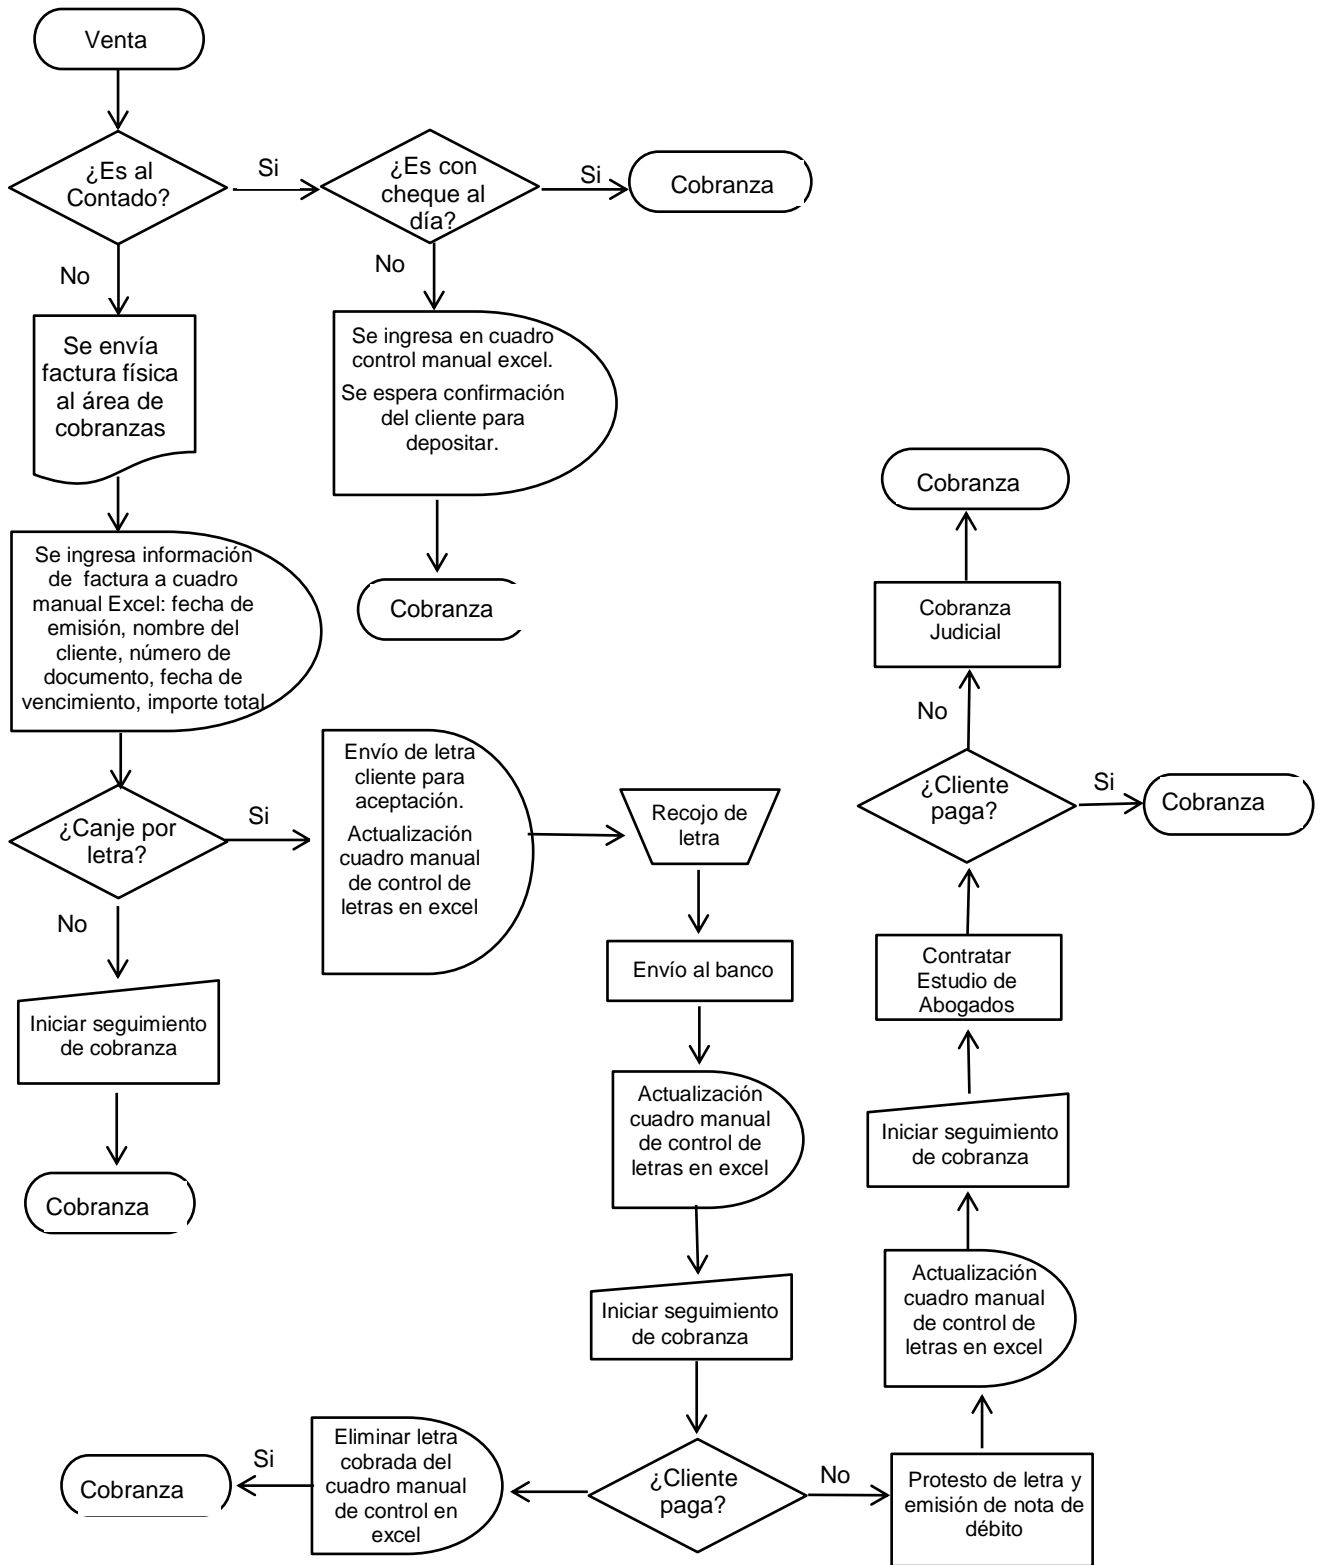 Venta
¿Es al
Contado?
Si
¿Es con
cheque al
día?
Si
Cobranza
No
No
Se envía
factura física
al área de
cobranzas
Se ingresa en cuadro
control manual excel.
Se espera confirmación
del cliente para
depositar.
Cobranza
Se ingresa información
de factura a cuadro
manual Excel: fecha de
emisión, nombre del
cliente, número de
documento, fecha de
vencimiento, importe total
¿Canje por
letra?
Si
No
Iniciar seguimiento
de cobranza
Cobranza
Envío de letra
cliente para
aceptación.
Actualización
cuadro manual
de control de
letras en excel
Recojo de
letra
Envío al banco
Actualización
cuadro manual
de control de
letras en excel
Iniciar seguimiento
de cobranza
¿Cliente
paga?
Eliminar letra
cobrada del
cuadro manual
de control en
excel
Si
Cobranza
No
Protesto de letra y
emisión de nota de
débito
Actualización
cuadro manual
de control de
letras en excel
Iniciar seguimiento
de cobranza
Contratar
Estudio de
Abogados
¿Cliente
paga?
Si
Cobranza
No
Cobranza
Judicial
Cobranza